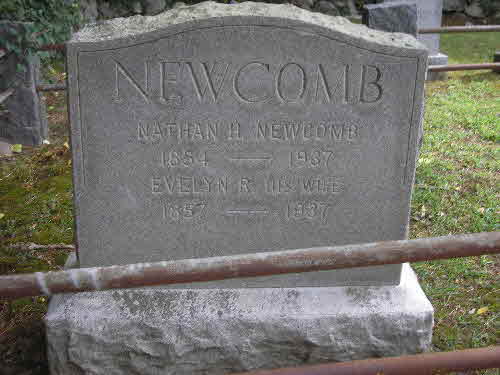 NEWCOMB
NATHAN H. NEWCOMB
1854 — 1937
EVELYN R. HIS WIFE
1857 — 1937